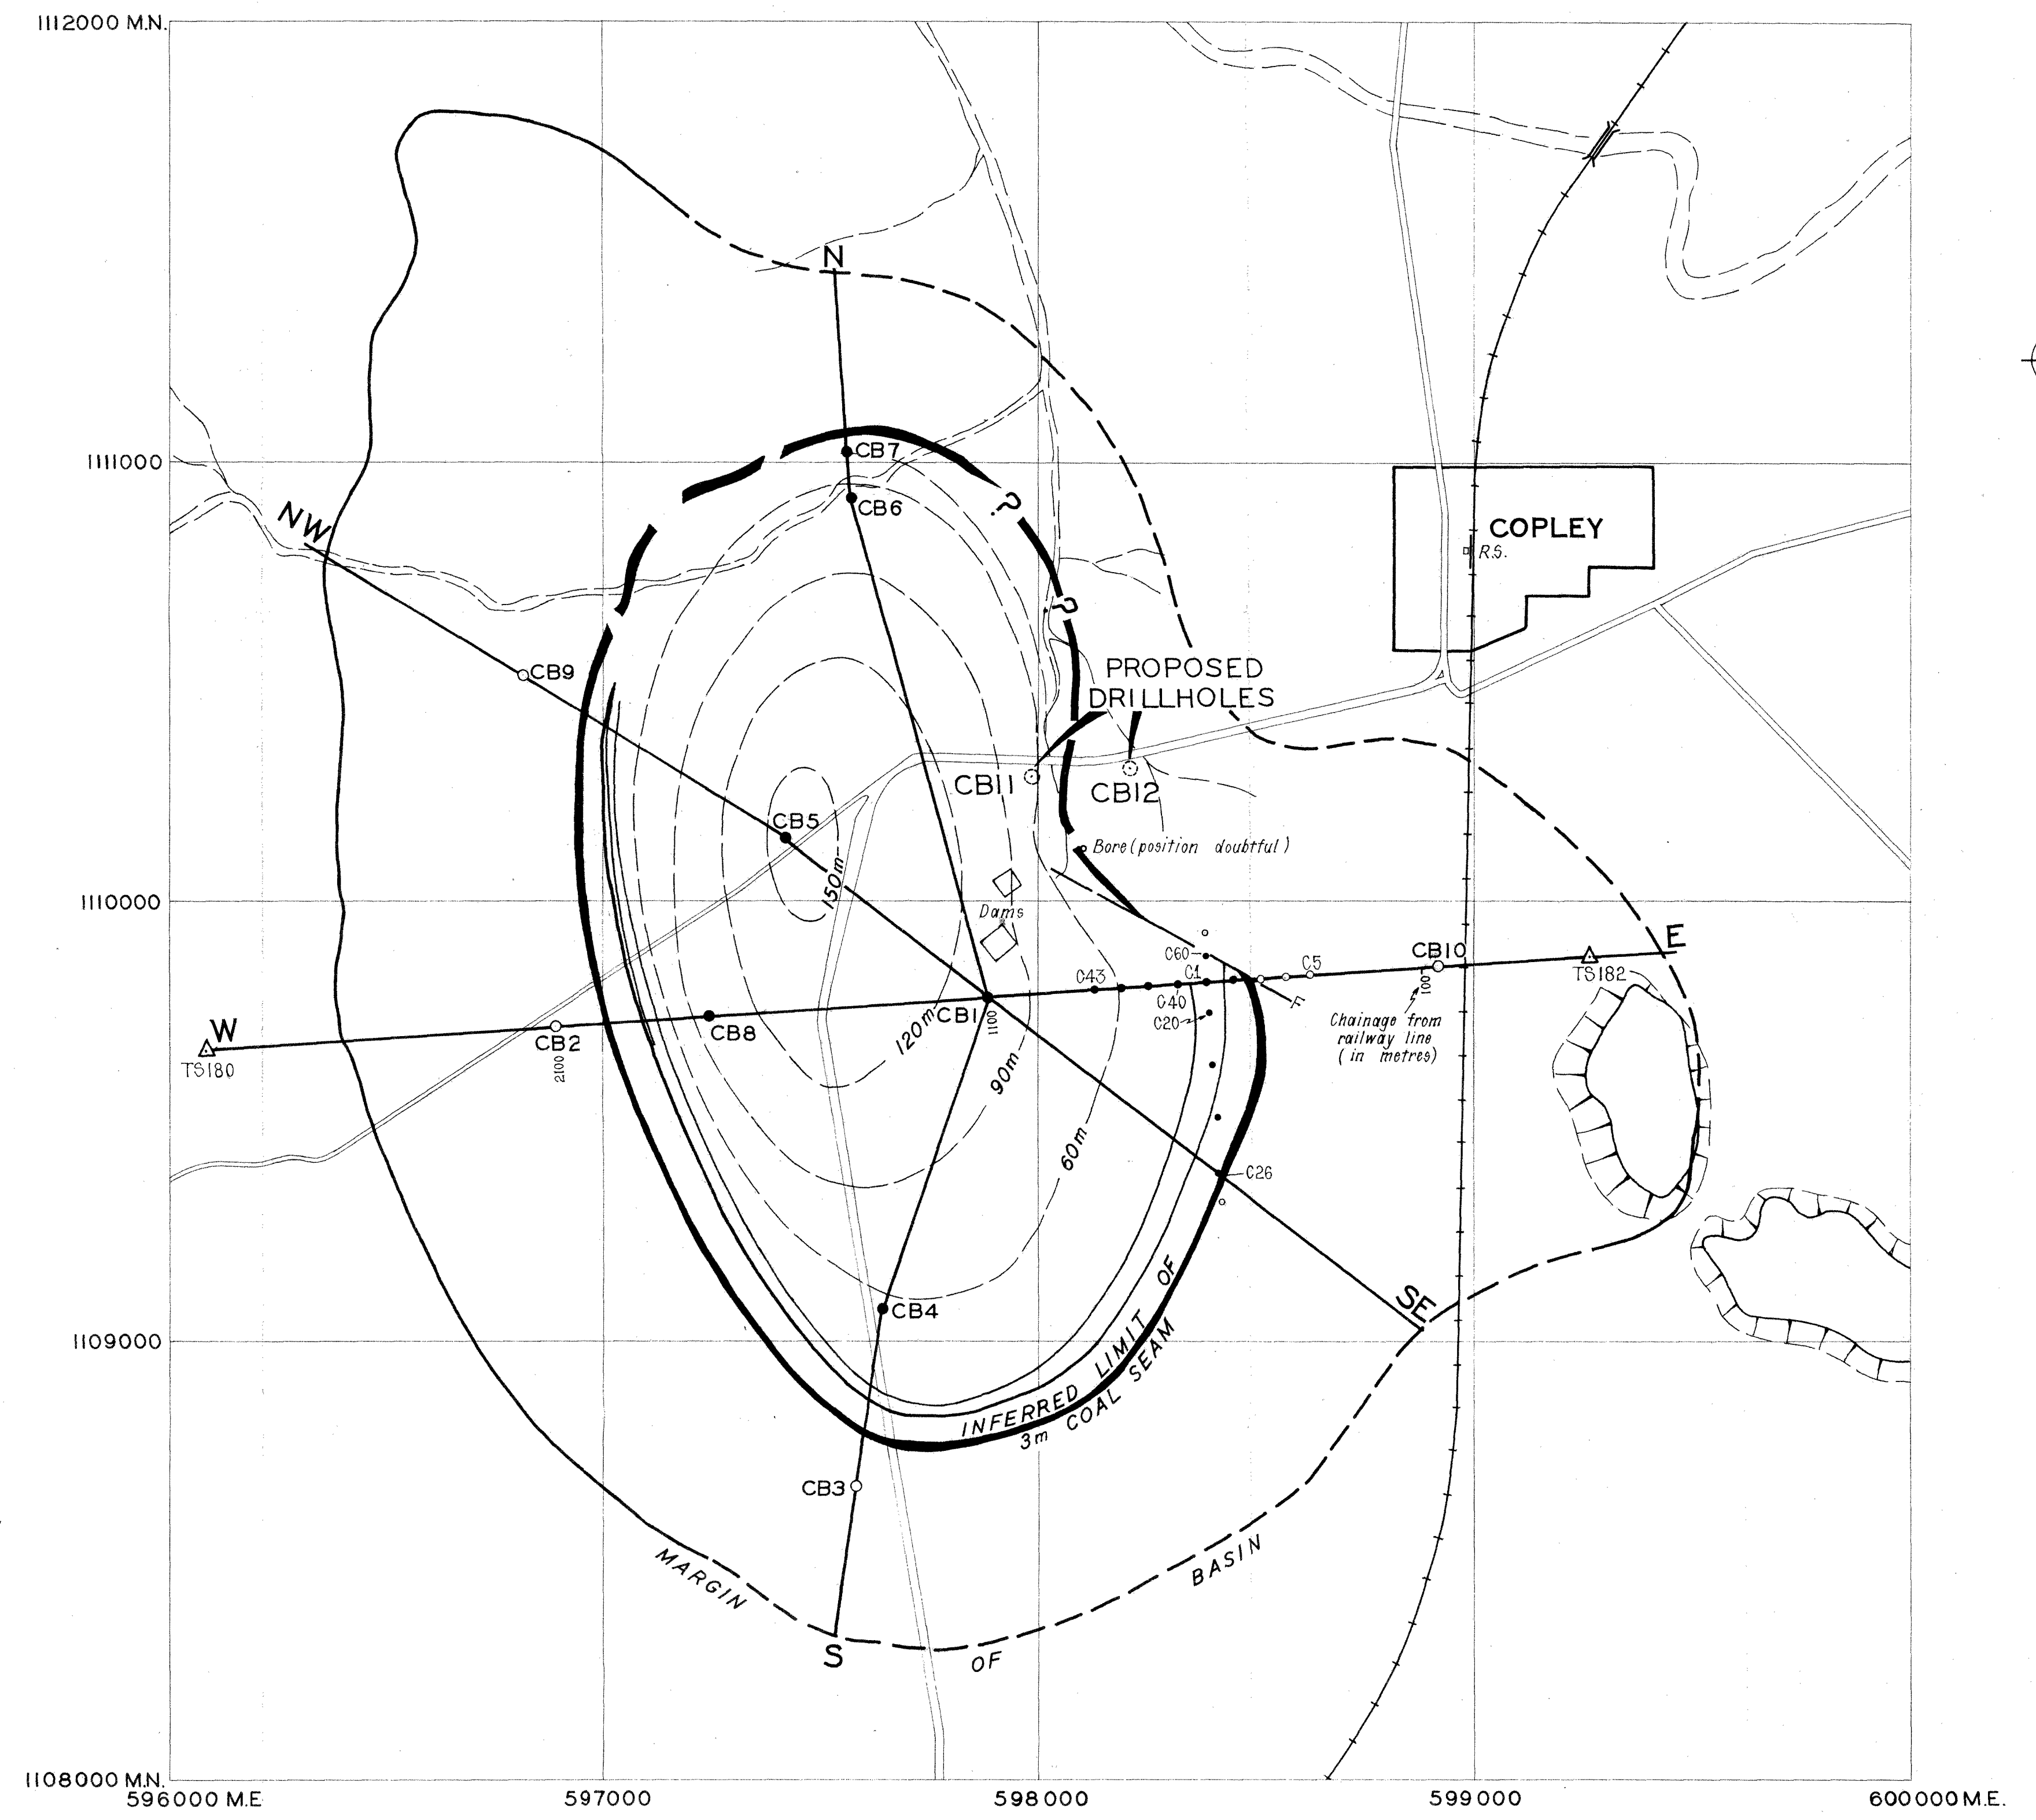 1112000 M.N.
N
CB7
1111000
CB6
?
NW
COPLEY
R.S.
?
CB9
PROPOSED
DRILLHOLES
CB11
CB12
CB5
Bore (position doubtful)
150m
1110000
Dams
C60
E
CB10
C43
C1
C5
TS182
C40
100
W
CB1
1100
F
CB8
120m
C20
Chainage from
railway line
(in metres)
CB2
2100
TS180
90m
60m
C26
SE
CB4
1109000
INFERRED LIMIT OF
3m COAL SEAM
CB3
MARGIN
OF
BASIN
S
1108000 M.N.
596000 M.E
597000
598000
599000
600000 M.E.